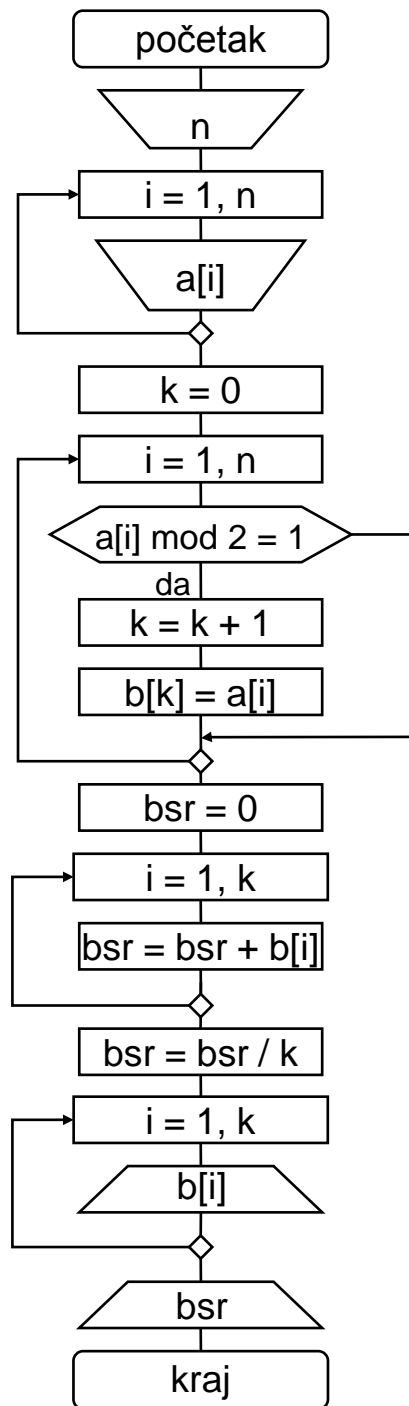 početak
n
i = 1, n
a[i]
k = 0
i = 1, n
a[i] mod 2 = 1
da
k = k + 1
b[k] = a[i]
bsr = 0
i = 1, k
bsr = bsr + b[i]
bsr = bsr / k
i = 1, k
b[i]
bsr
kraj